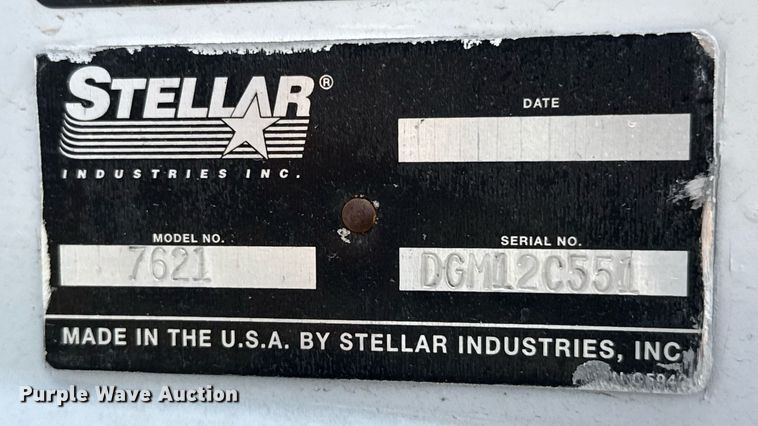 STELLAR®
INDUSTRIES INC.
DATE
MODEL NO.
7621
SERIAL NO.
DGM12C551
MADE IN THE U.S.A. BY STELLAR INDUSTRIES, INC
Purple Wave Auction